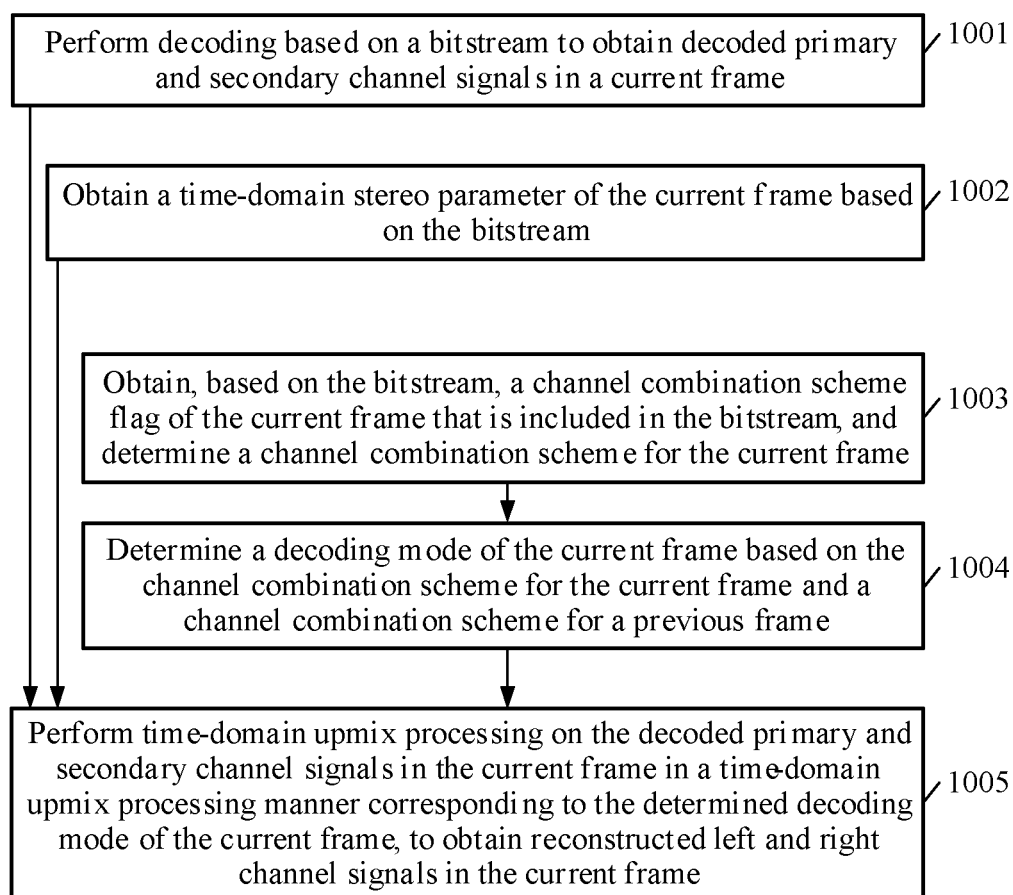 Perform decoding based on a bitstream to obtain decoded primary
and secondary channel signals in a current frame
1001
Obtain a time-domain stereo parameter of the current frame based
on the bitstream
1002
Obtain, based on the bitstream, a channel combination scheme
flag of the current frame that is included in the bitstream, and
determine a channel combination scheme for the current frame
1003
Determine a decoding mode of the current frame based on the
channel combination scheme for the current frame and a
channel combination scheme for a previous frame
1004
Perform time-domain upmix processing on the decoded primary and
secondary channel signals in the current frame in a time-domain
upmix processing manner corresponding to the determined decoding
mode of the current frame, to obtain reconstructed left and right
channel signals in the current frame
1005